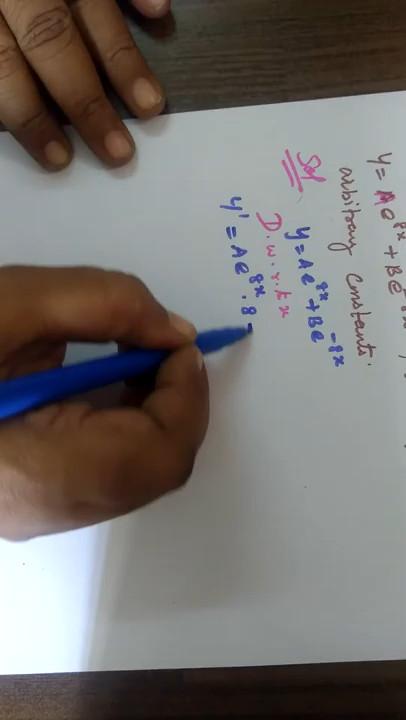 y = Ae^8x + Be^-8x,
arbitrary constants.
Sol
y = Ae^8x + Be^-8x
D. w. r. t x
y' = Ae^8x . 8 -